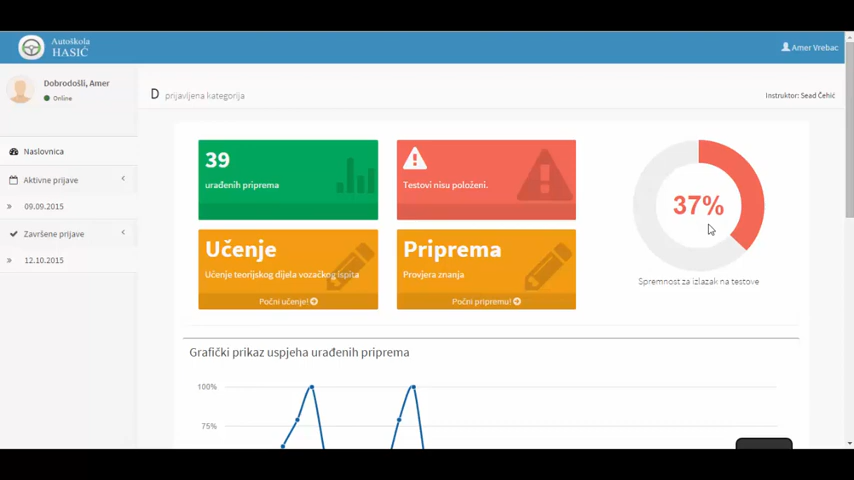 Autoškola
HASIĆ
Amer Vrebac
Dobrodošli, Amer
Online
D prijavljena kategorija
Instruktor: Sead Čehić
Naslovnica
Aktivne prijave
09.09.2015
Završene prijave
12.10.2015
39
urađenih priprema
Testovi nisu položeni.
Učenje
Učenje teorijskog dijela vozačkog ispita
Počni učenje!
Priprema
Provjera znanja
Počni pripremu!
37%
Spremnost za izlazak na testove
Grafički prikaz uspjeha urađenih priprema
100%
75%